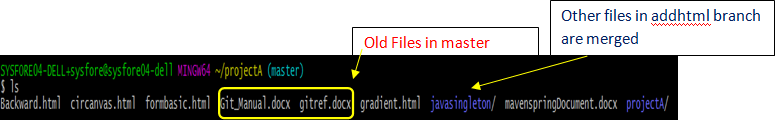 Other files in addhtml branch
are merged
Old Files in master
SYSFORE04-DELL+sysfore@sysfore04-dell MINGW64 ~/projectA (master)
$ ls
Backward.html circanvas.html formbasic.html Git_Manual.docx gitref.docx gradient.html javasingleton/ mavenspringDocument.docx projectA/